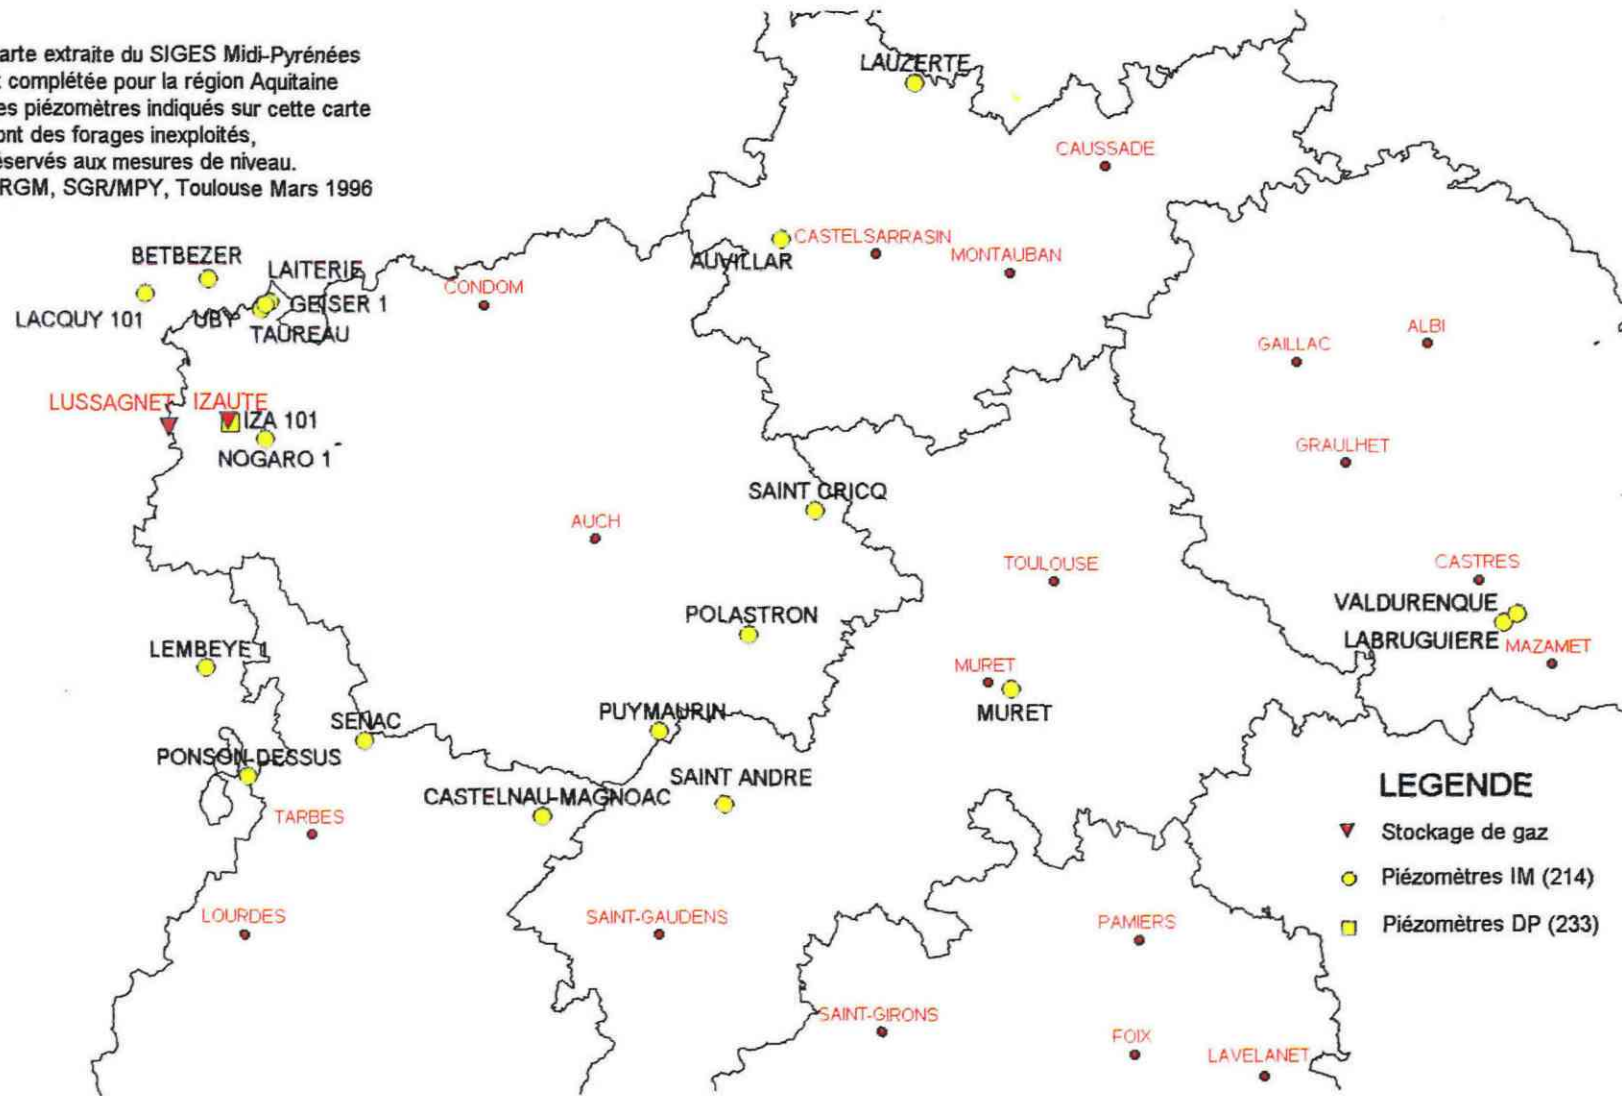 arte extraite du SIGES Midi-Pyrénées
t complétée pour la région Aquitaine
es piézomètres indiqués sur cette carte
ont des forages inexploités,
éservés aux mesures de niveau.
RGM, SGR/MPY, Toulouse Mars 1996
LAUZERTE
CAUSSADE
CASTELSARRASIN
AUVILLAR
MONTAUBAN
BETBEZER
LAITERIE
CONDOM
LACQUY 101
UBY
GEISER 1
TAUREAU
ALBI
GAILLAC
LUSSAGNET
IZAUTE
IZA 101
NOGARO 1
GRAULHET
SAINT CRICQ
AUCH
TOULOUSE
CASTRES
VALDURENQUE
POLASTRON
LABRUGUIERE
MAZAMET
LEMBEYE 1
MURET
MURET
PUYMAURIN
SENAC
PONSON-DESSUS
SAINT ANDRE
CASTELNAU-MAGNOAC
TARBES
LEGENDE
Stockage de gaz
Piézomètres IM (214)
Piézomètres DP (233)
LOURDES
SAINT-GAUDENS
PAMIERS
SAINT-GIRONS
FOIX
LAVELANET